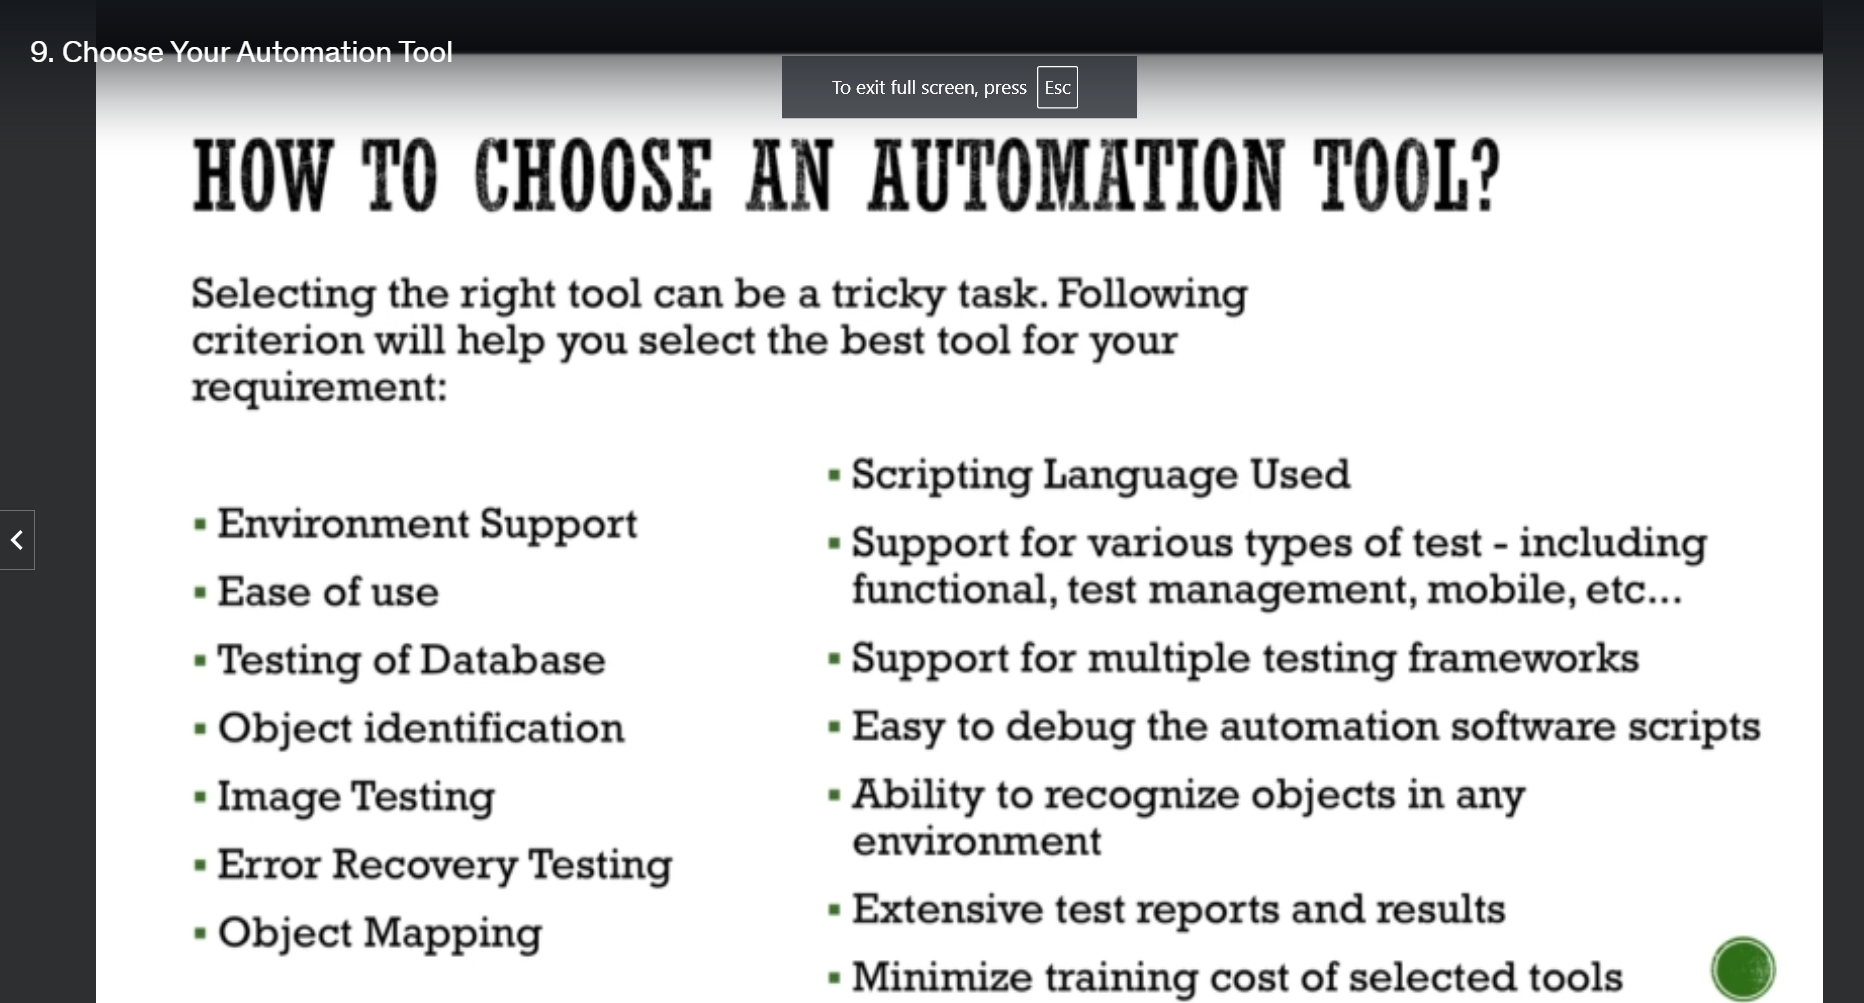 9. Choose Your Automation Tool
To exit full screen, press Esc
HOW TO CHOOSE AN AUTOMATION TOOL?
Selecting the right tool can be a tricky task. Following
criterion will help you select the best tool for your
requirement:
▪ Environment Support
▪ Ease of use
▪ Testing of Database
▪ Object identification
▪ Image Testing
▪ Error Recovery Testing
▪ Object Mapping
▪ Scripting Language Used
▪ Support for various types of test - including
functional, test management, mobile, etc...
▪ Support for multiple testing frameworks
▪ Easy to debug the automation software scripts
▪ Ability to recognize objects in any
environment
▪ Extensive test reports and results
▪ Minimize training cost of selected tools